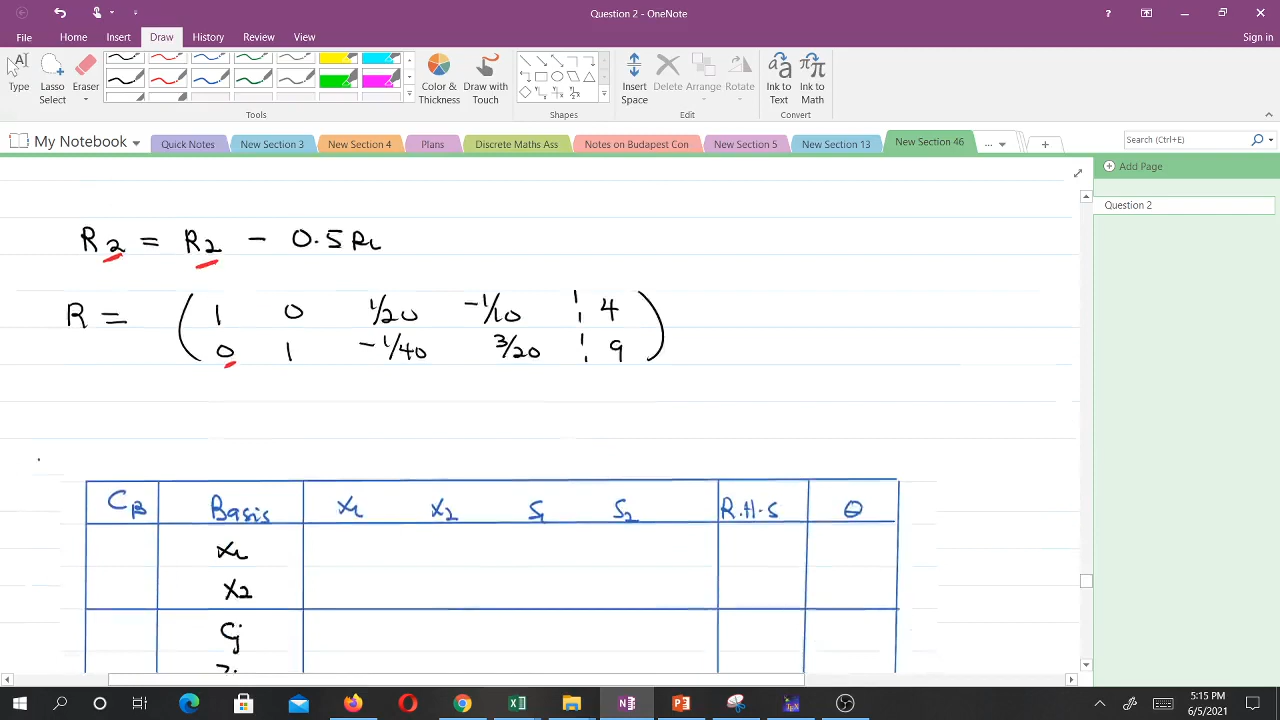 Question 2 - OneNote
Sign in
File Home Insert Draw History Review View
Type Lasso Select Eraser Color & Thickness Draw with Touch Insert Space Delete Arrange Rotate Ink to Text Ink to Math
Tools Shapes Edit Convert
My Notebook Quick Notes New Section 3 New Section 4 Plans Discrete Maths Ass Notes on Budapest Con New Section 5 New Section 13 New Section 46 ... + Search (Ctrl+E)
Add Page
Question 2
R2 = R2 - 0.5R1
R = ( 1 0 1/20 -1/10 ¦ 4
0 1 -1/40 3/20 ¦ 9 )
CB Basis x1 x2 S1 S2 R.H.S θ
x1
x2
Cj
5:15 PM
6/5/2021